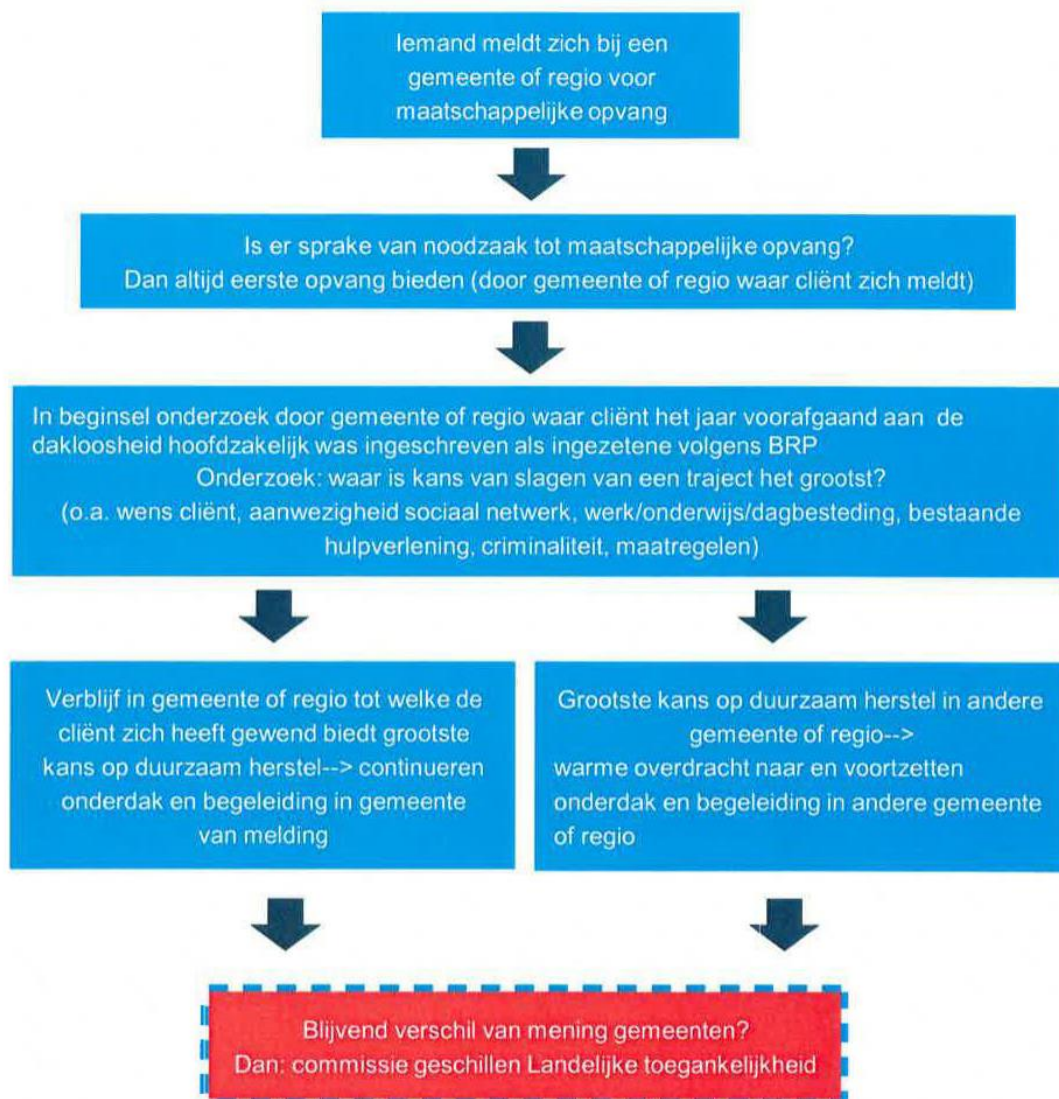 Iemand meldt zich bij een
gemeente of regio voor
maatschappelijke opvang
Is er sprake van noodzaak tot maatschappelijke opvang?
Dan altijd eerste opvang bieden (door gemeente of regio waar cliënt zich meldt)
In beginsel onderzoek door gemeente of regio waar cliënt het jaar voorafgaand aan de
dakloosheid hoofdzakelijk was ingeschreven als ingezetene volgens BRP
Onderzoek: waar is kans van slagen van een traject het grootst?
(o.a. wens cliënt, aanwezigheid sociaal netwerk, werk/onderwijs/dagbesteding, bestaande
hulpverlening, criminaliteit, maatregelen)
Verblijf in gemeente of regio tot welke de
cliënt zich heeft gewend biedt grootste
kans op duurzaam herstel--> continueren
onderdak en begeleiding in gemeente
van melding
Grootste kans op duurzaam herstel in andere
gemeente of regio-->
warme overdracht naar en voortzetten
onderdak en begeleiding in andere gemeente
of regio
Blijvend verschil van mening gemeenten?
Dan: commissie geschillen Landelijke toegankelijkheid